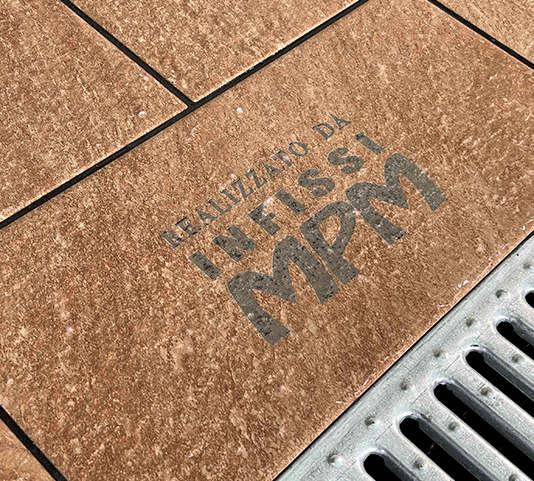 REALIZZATO DA
INFISSI
MPM